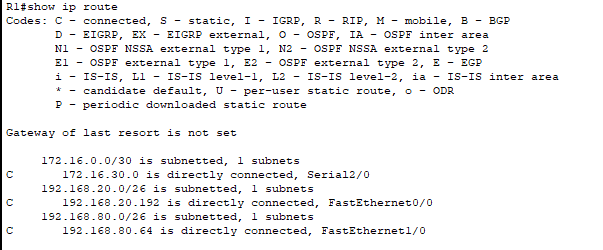 R1#show ip route
Codes: C - connected, S - static, I - IGRP, R - RIP, M - mobile, B - BGP
       D - EIGRP, EX - EIGRP external, O - OSPF, IA - OSPF inter area
       N1 - OSPF NSSA external type 1, N2 - OSPF NSSA external type 2
       E1 - OSPF external type 1, E2 - OSPF external type 2, E - EGP
       i - IS-IS, L1 - IS-IS level-1, L2 - IS-IS level-2, ia - IS-IS inter area
       * - candidate default, U - per-user static route, o - ODR
       P - periodic downloaded static route

Gateway of last resort is not set

     172.16.0.0/30 is subnetted, 1 subnets
C       172.16.30.0 is directly connected, Serial2/0
     192.168.20.0/26 is subnetted, 1 subnets
C       192.168.20.192 is directly connected, FastEthernet0/0
     192.168.80.0/26 is subnetted, 1 subnets
C       192.168.80.64 is directly connected, FastEthernet1/0